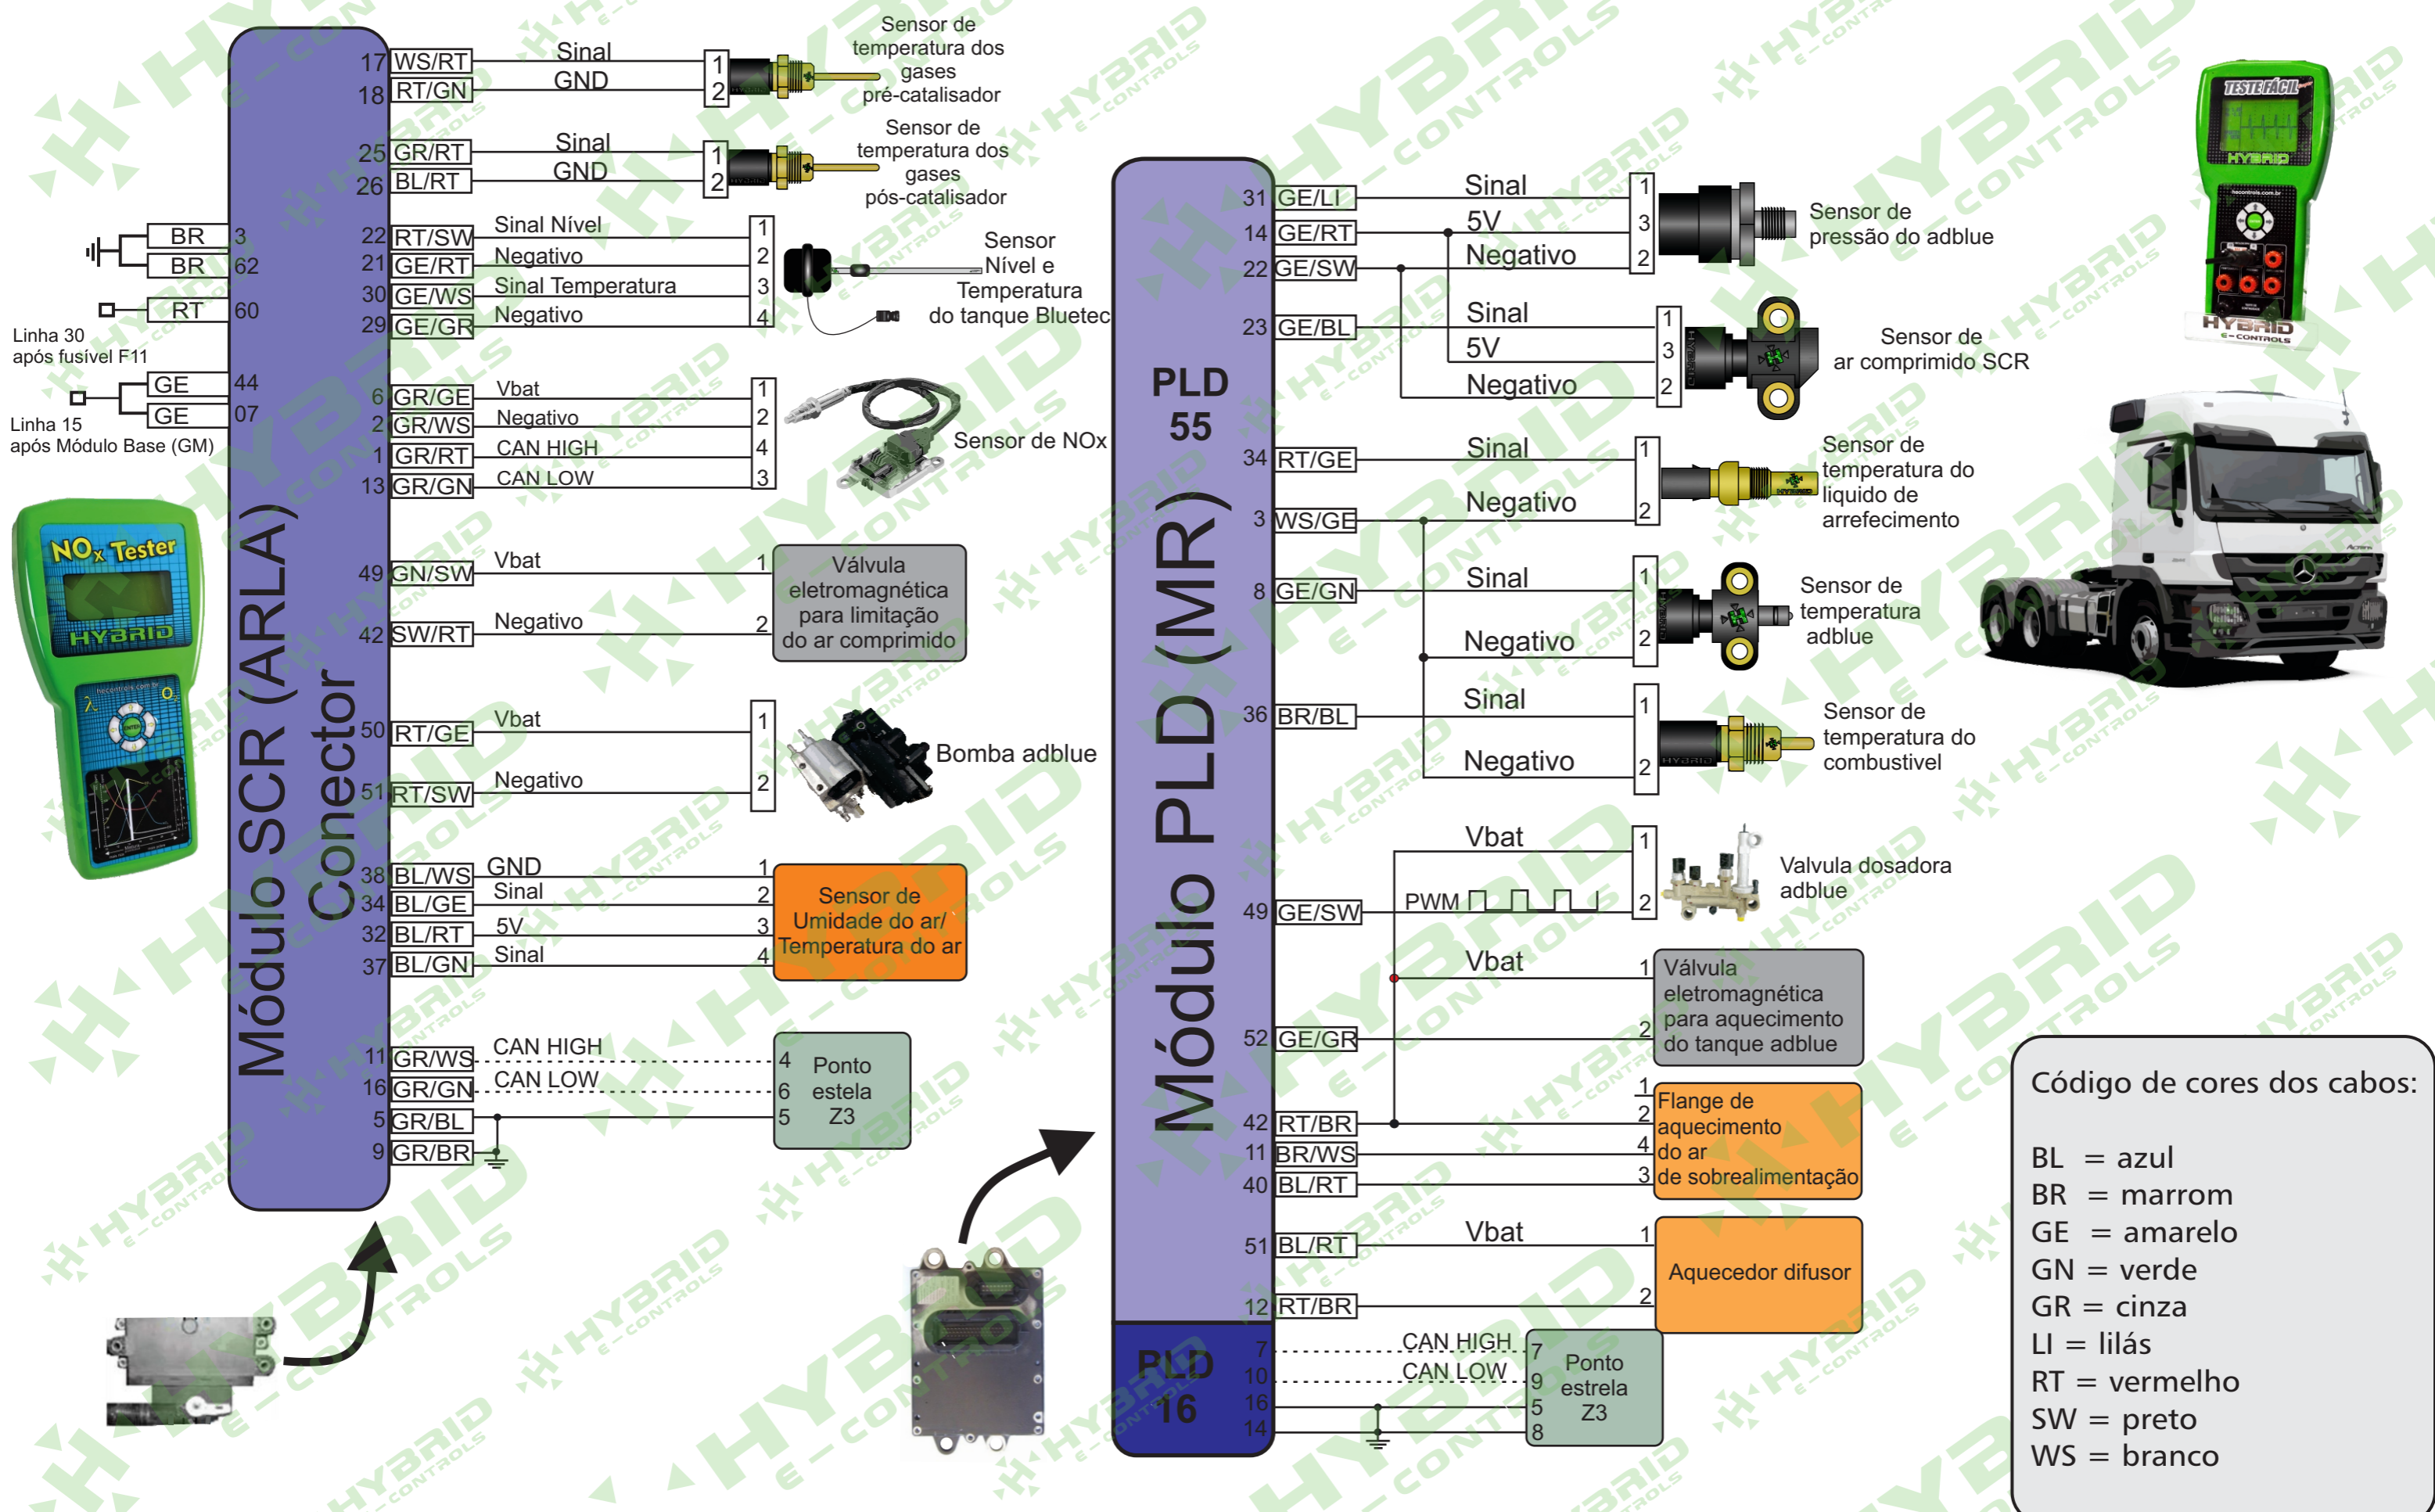 Módulo SCR (ARLA)
Conector
17 WS/RT Sinal 1
18 RT/GN GND 2
Sensor de
temperatura dos
gases
pré-catalisador
25 GR/RT Sinal 1
26 BL/RT GND 2
Sensor de
temperatura dos
gases
pós-catalisador
BR 3
BR 62
RT 60
Linha 30
após fusível F11
GE 44
GE 07
Linha 15
após Módulo Base (GM)
22 RT/SW Sinal Nível 1
21 GE/RT Negativo 2
30 GE/WS Sinal Temperatura 3
29 GE/GR Negativo 4
Sensor
Nível e
Temperatura
do tanque Bluetec
6 GR/GE Vbat 1
2 GR/WS Negativo 2
1 GR/RT CAN HIGH 4
13 GR/GN CAN LOW 3
Sensor de NOx
49 GN/SW Vbat 1
42 SW/RT Negativo 2
Válvula
eletromagnética
para limitação
do ar comprimido
50 RT/GE Vbat 1
51 RT/SW Negativo 2
Bomba adblue
38 BL/WS GND 1
34 BL/GE Sinal 2
32 BL/RT 5V 3
37 BL/GN Sinal 4
Sensor de
Umidade do ar/
Temperatura do ar
11 GR/WS CAN HIGH 4
16 GR/GN CAN LOW 6
5 GR/BL 5
9 GR/BR
Ponto
estela
Z3
NOx Tester
HYBRID
hecontrols.com.br
λ O2
ENTER
Módulo PLD (MR)
PLD
55
31 GE/LI Sinal 1
14 GE/RT 5V 3
22 GE/SW Negativo 2
Sensor de
pressão do adblue
23 GE/BL Sinal 1
5V 3
Negativo 2
Sensor de
ar comprimido SCR
34 RT/GE Sinal 1
3 WS/GE Negativo 2
Sensor de
temperatura do
liquido de
arrefecimento
8 GE/GN Sinal 1
Negativo 2
Sensor de
temperatura
adblue
36 BR/BL Sinal 1
Negativo 2
Sensor de
temperatura do
combustivel
Vbat 1
49 GE/SW PWM 2
Valvula dosadora
adblue
Vbat 1
52 GE/GR 2
Válvula
eletromagnética
para aquecimento
do tanque adblue
1
42 RT/BR 2
11 BR/WS 4
40 BL/RT 3
Flange de
aquecimento
do ar
de sobrealimentação
51 BL/RT Vbat 1
12 RT/BR 2
Aquecedor difusor
PLD
16
7 CAN HIGH 7
10 CAN LOW 9
16 5
14 8
Ponto
estrela
Z3
TESTE FÁCIL
HYBRID
hecontrols.com.br
HYBRID
E-CONTROLS
Código de cores dos cabos:
BL = azul
BR = marrom
GE = amarelo
GN = verde
GR = cinza
LI = lilás
RT = vermelho
SW = preto
WS = branco